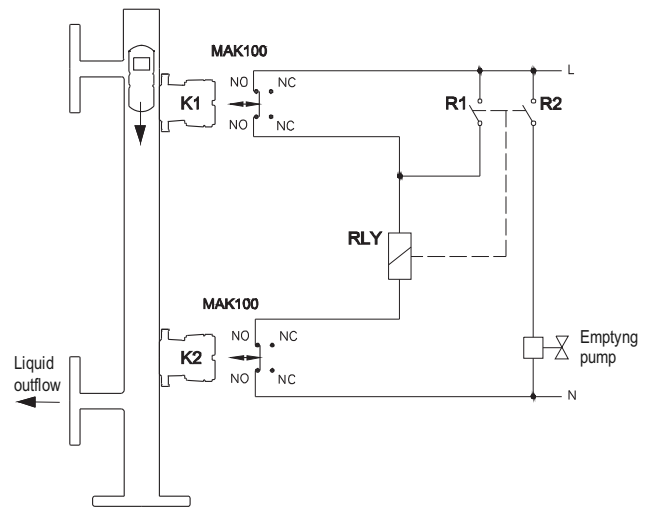 MAK100
NO NC
K1
NO NC
L
R1 R2
RLY
MAK100
NO NC
K2
NO NC
Liquid
outflow
Emptyng
pump
N